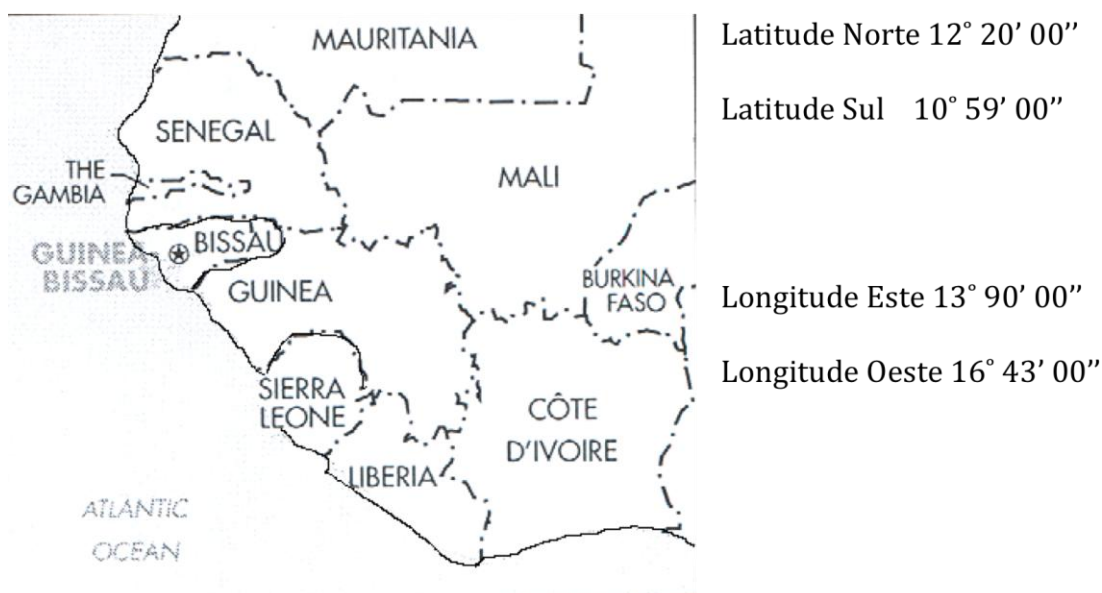 MAURITANIA
SENEGAL
THE
GAMBIA
MALI
GUINEA-
BISSAU
BISSAU
GUINEA
BURKINA
FASO
SIERRA
LEONE
CÔTE
D'IVOIRE
LIBERIA
ATLANTIC
OCEAN
Latitude Norte 12° 20’ 00’’
Latitude Sul 10° 59’ 00’’
Longitude Este 13° 90’ 00’’
Longitude Oeste 16° 43’ 00’’